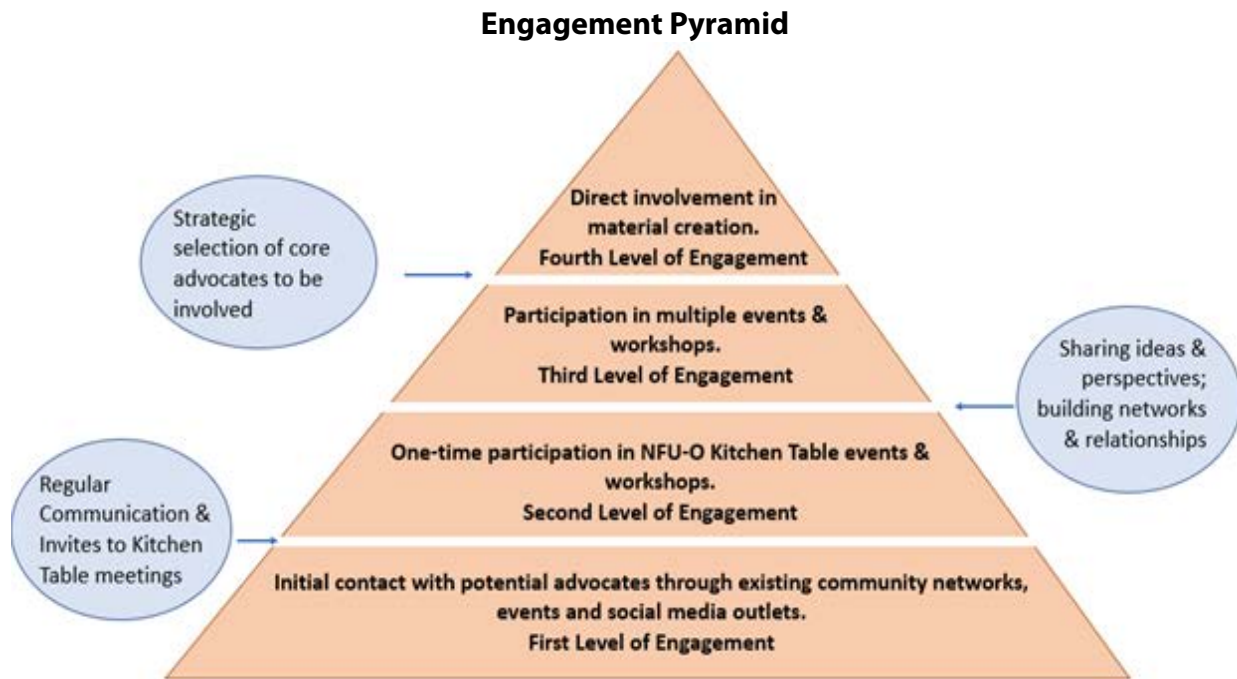 Engagement Pyramid
Direct involvement in
material creation.
Fourth Level of Engagement
Strategic
selection of core
advocates to be
involved
Participation in multiple events &
workshops.
Third Level of Engagement
Sharing ideas &
perspectives;
building networks
& relationships
One-time participation in NFU-O Kitchen Table events &
workshops.
Second Level of Engagement
Regular
Communication &
Invites to Kitchen
Table meetings
Initial contact with potential advocates through existing community networks,
events and social media outlets.
First Level of Engagement